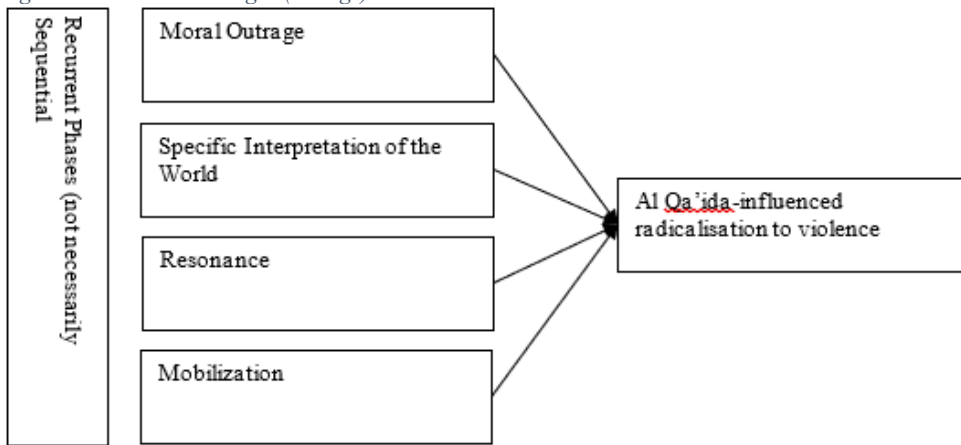 Recurrent Phases (not necessarily
Sequential
Moral Outrage
Specific Interpretation of the
World
Resonance
Mobilization
Al Qa’ida-influenced
radicalisation to violence